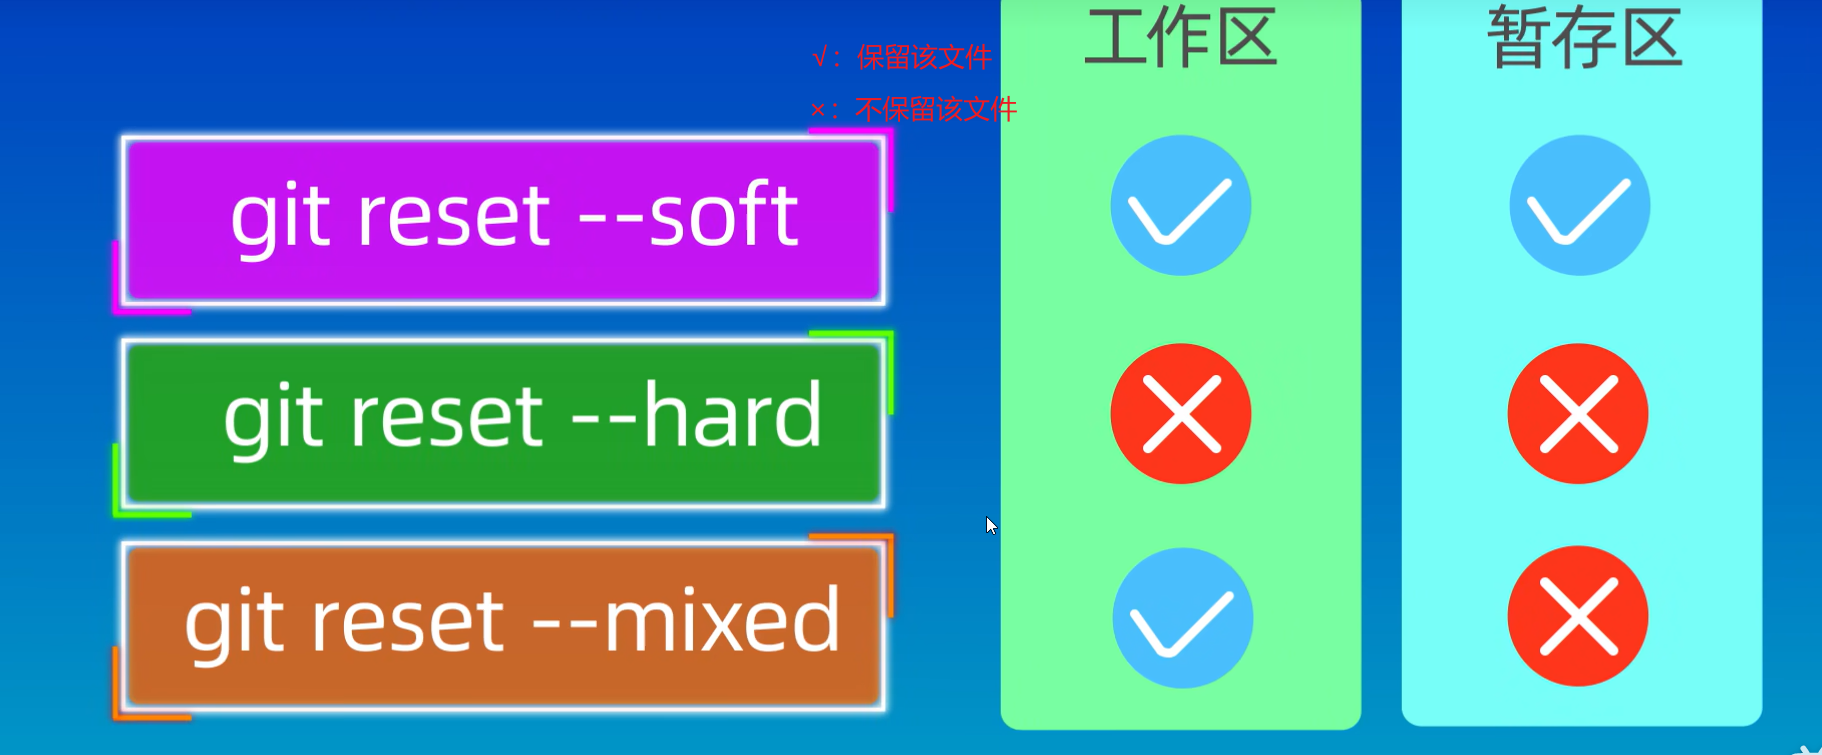 工作区
暂存区
√：保留该文件
×：不保留该文件
git reset --soft
git reset --hard
git reset --mixed